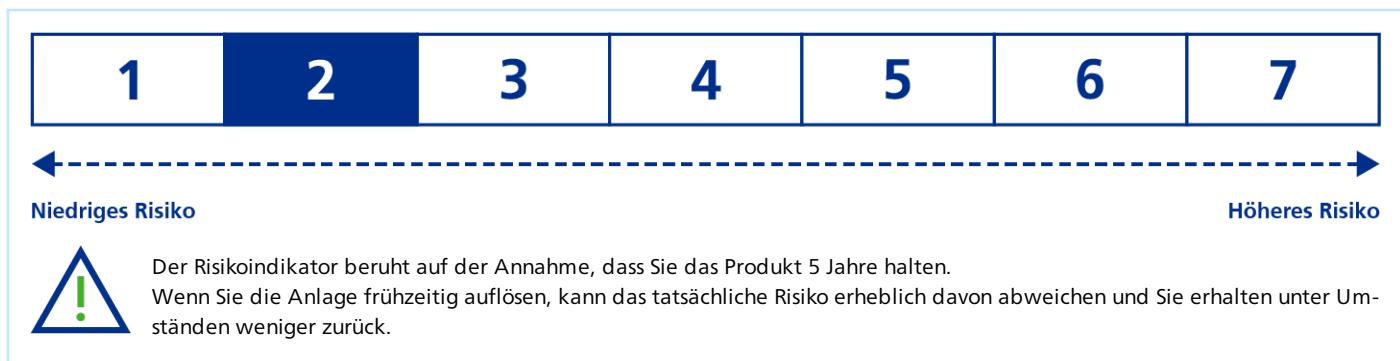 1 2 3 4 5 6 7
Niedriges Risiko Höheres Risiko
Der Risikoindikator beruht auf der Annahme, dass Sie das Produkt 5 Jahre halten.
Wenn Sie die Anlage frühzeitig auflösen, kann das tatsächliche Risiko erheblich davon abweichen und Sie erhalten unter Um-
ständen weniger zurück.